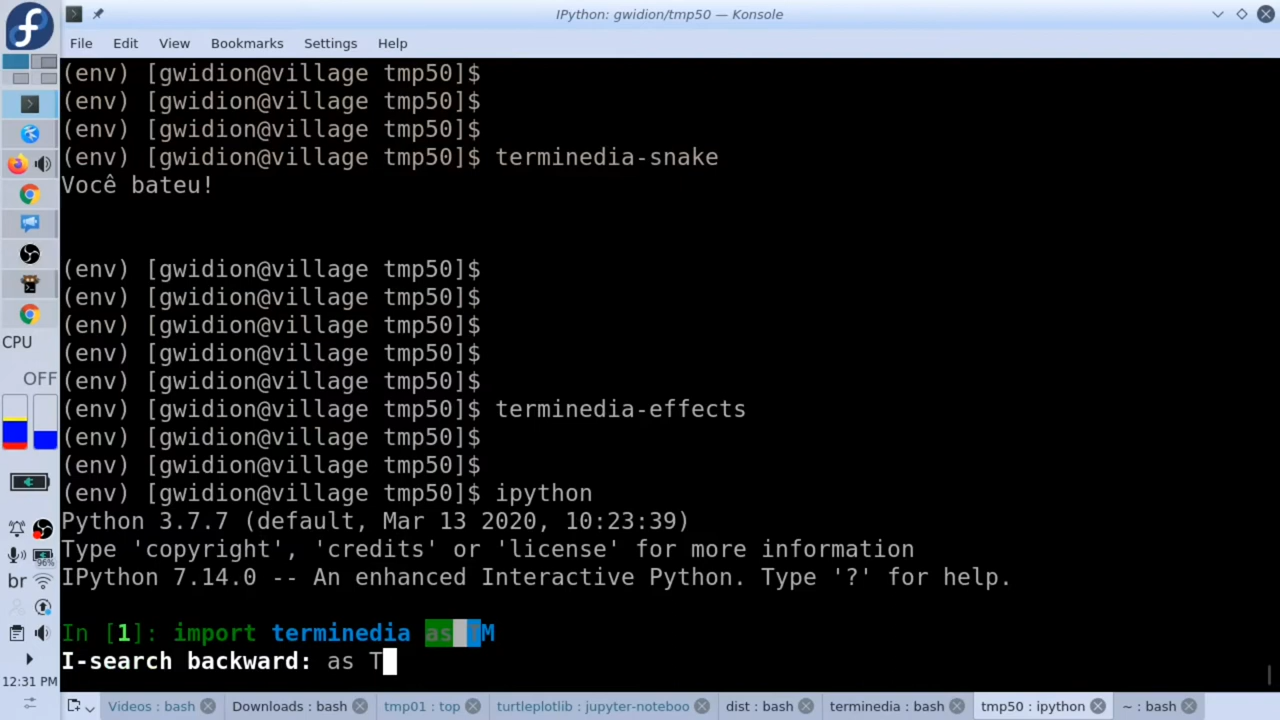 IPython: gwidion/tmp50 — Konsole
File Edit View Bookmarks Settings Help
(env) [gwidion@village tmp50]$
(env) [gwidion@village tmp50]$
(env) [gwidion@village tmp50]$
(env) [gwidion@village tmp50]$ terminedia-snake
Você bateu!
(env) [gwidion@village tmp50]$
(env) [gwidion@village tmp50]$
(env) [gwidion@village tmp50]$
(env) [gwidion@village tmp50]$
(env) [gwidion@village tmp50]$
(env) [gwidion@village tmp50]$ terminedia-effects
(env) [gwidion@village tmp50]$
(env) [gwidion@village tmp50]$
(env) [gwidion@village tmp50]$ ipython
Python 3.7.7 (default, Mar 13 2020, 10:23:39)
Type 'copyright', 'credits' or 'license' for more information
IPython 7.14.0 -- An enhanced Interactive Python. Type '?' for help.
In [1]: import terminedia as TM
I-search backward: as T
CPU
OFF
96%
br
12:31 PM
Videos : bash Downloads : bash tmp01 : top turtleplotlib : jupyter-noteboo dist : bash terminedia : bash tmp50 : ipython ~ : bash